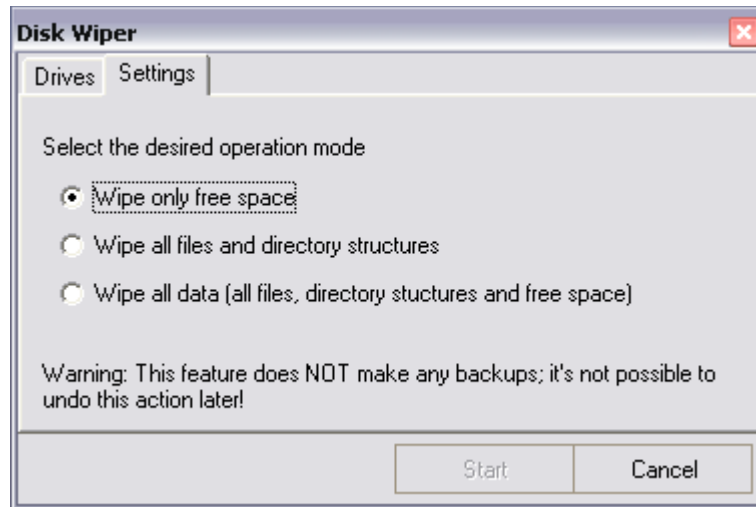 Disk Wiper
Drives Settings
Select the desired operation mode
Wipe only free space
Wipe all files and directory structures
Wipe all data (all files, directory stuctures and free space)
Warning: This feature does NOT make any backups; it's not possible to
undo this action later!
Start Cancel